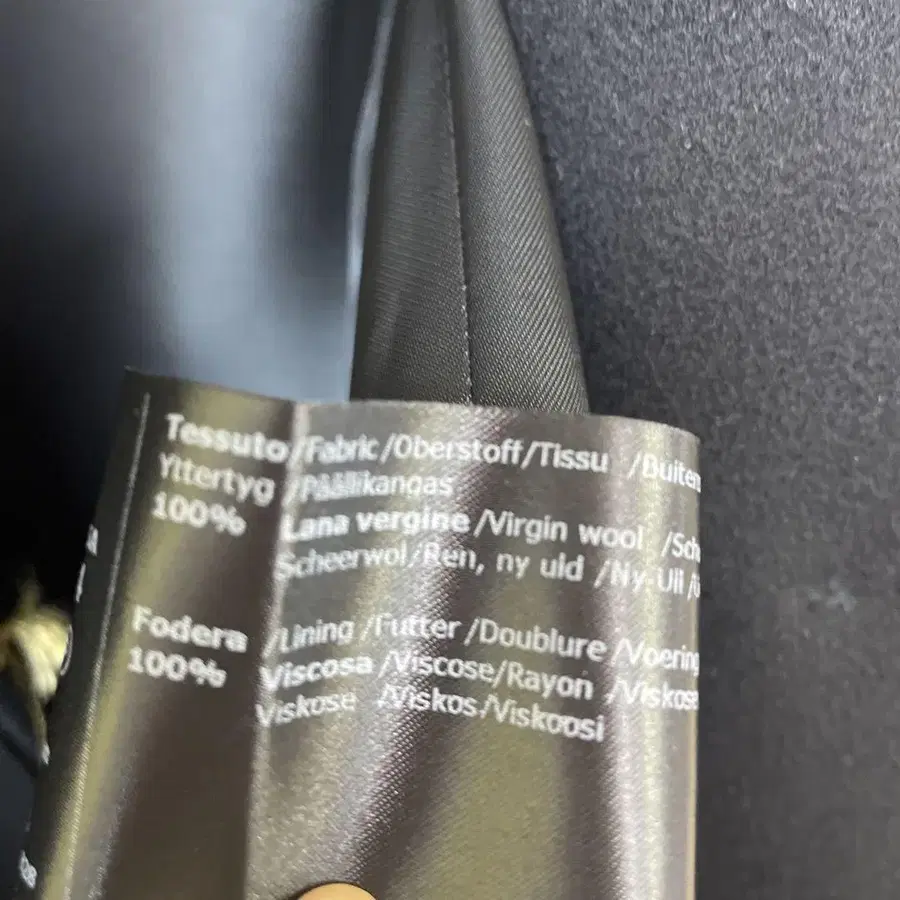 Tessuto /Fabric /Oberstoff/Tissu /Buiten
Yttertyg /Päällikangas
100% Lana vergine /Virgin wool /Sch
Scheerwol/Ren, ny uld /Ny-Ull /
Fodera /Lining /Futter /Doublure /Voering
100% Viscosa /Viscose/Rayon /Viskose
Viskose /Viskos/Viskoosi